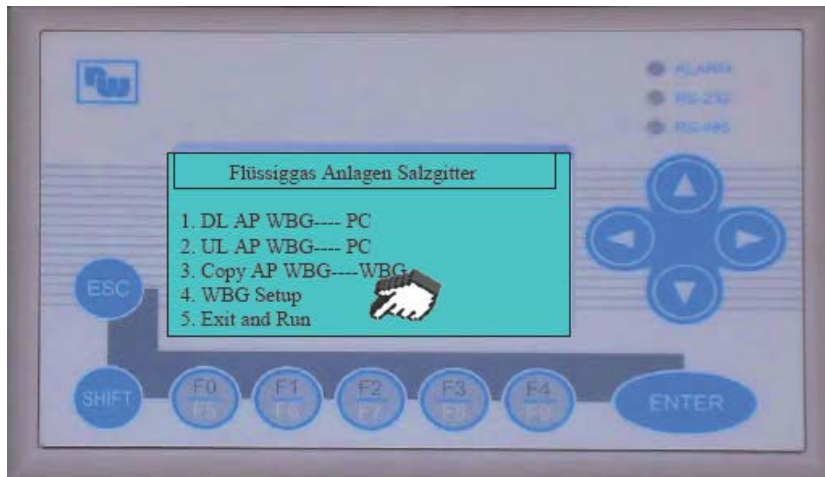 ALARM
RS-232
RS-485
Flüssiggas Anlagen Salzgitter
1. DL AP WBG---- PC
2. UL AP WBG---- PC
3. Copy AP WBG----WBG
4. WBG Setup
5. Exit and Run
ESC
SHIFT
F0 F1 F2 F3 F4
F5 F6 F7 F8 F9
ENTER